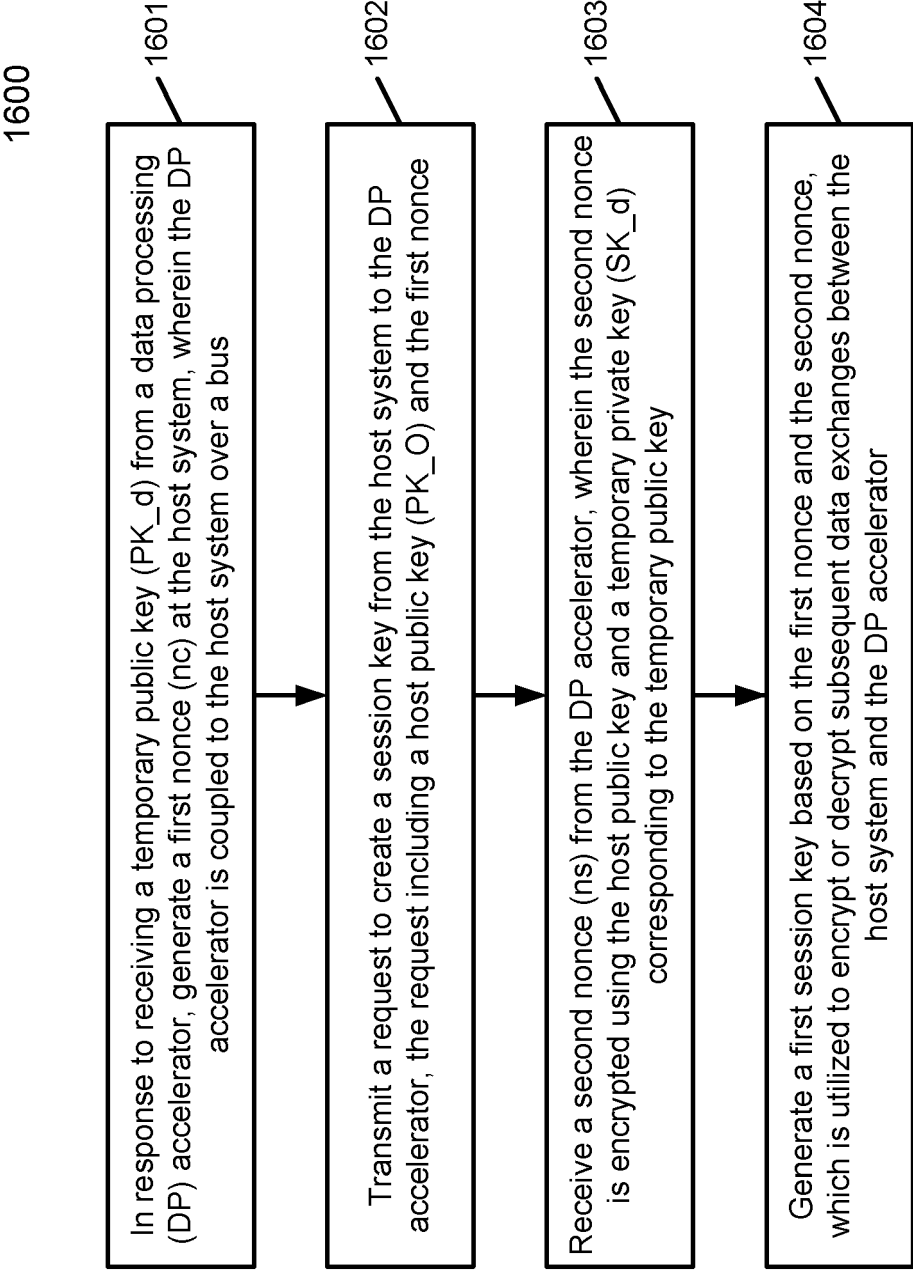 1600
1601
In response to receiving a temporary public key (PK_d) from a data processing
(DP) accelerator, generate a first nonce (nc) at the host system, wherein the DP
accelerator is coupled to the host system over a bus
1602
Transmit a request to create a session key from the host system to the DP
accelerator, the request including a host public key (PK_O) and the first nonce
1603
Receive a second nonce (ns) from the DP accelerator, wherein the second nonce
is encrypted using the host public key and a temporary private key (SK_d)
corresponding to the temporary public key
1604
Generate a first session key based on the first nonce and the second nonce,
which is utilized to encrypt or decrypt subsequent data exchanges between the
host system and the DP accelerator